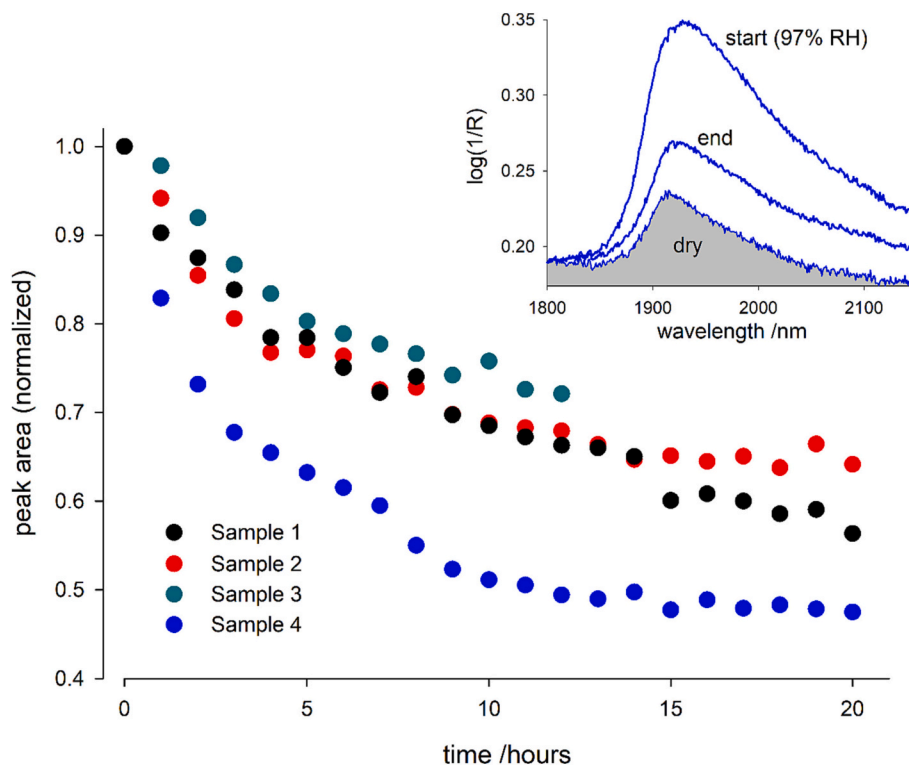 0.35
start (97% RH)
0.30
log(1/R)
end
0.25
dry
0.20
1800 1900 2000 2100
wavelength /nm
1.0
0.9
0.8
0.7
0.6
0.5
0.4
peak area (normalized)
Sample 1
Sample 2
Sample 3
Sample 4
0 5 10 15 20
time /hours